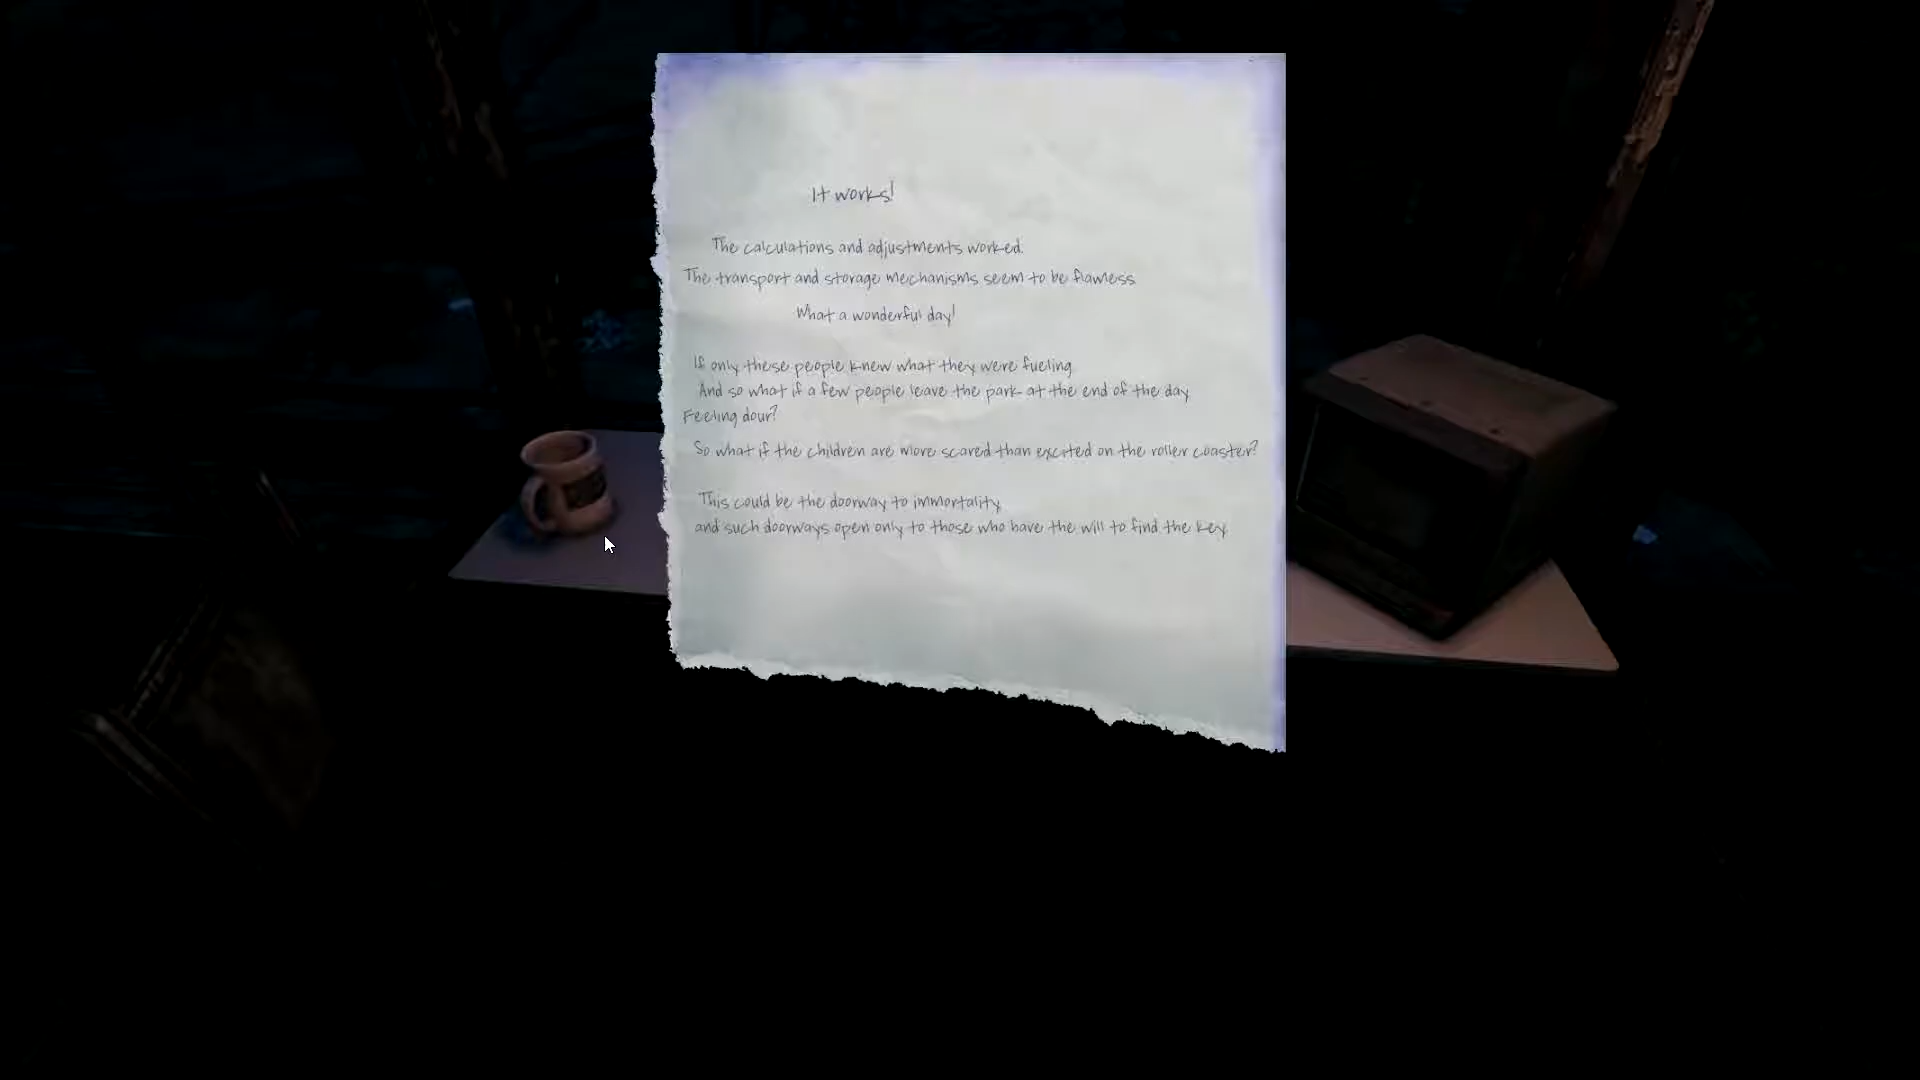 It works!
The calculations and adjustments worked.
The transport and storage mechanisms seem to be flawless
What a wonderful day!
If only these people knew what they were fueling.
And so what if a few people leave the park at the end of the day
Feeling dour?
So what if the children are more scared than excited on the roller coaster?
This could be the doorway to immortality,
and such doorways open only to those who have the will to find the key.